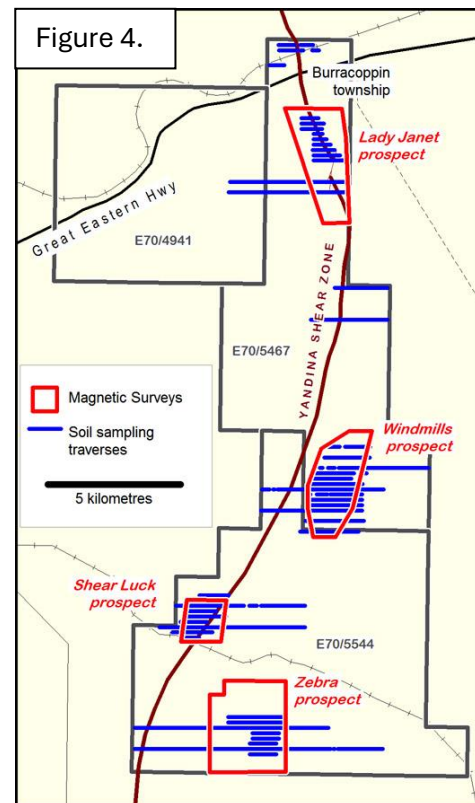 Figure 4.
Burracoppin
township
Lady Janet
prospect
Great Eastern Hwy
E70/4941
YANDINA SHEAR ZONE
E70/5467
Magnetic Surveys
Soil sampling
traverses
5 kilometres
Windmills
prospect
Shear Luck
prospect
E70/5544
Zebra
prospect